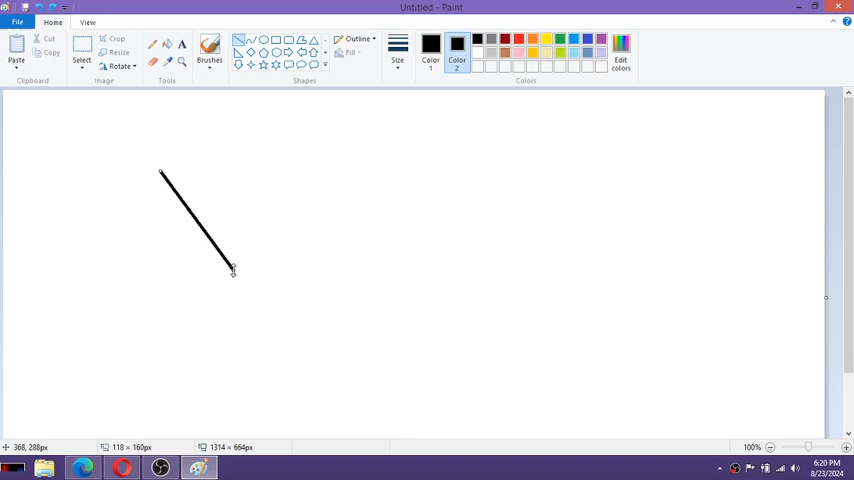 Untitled - Paint
File Home View
Paste
Cut
Copy
Clipboard
Select
Crop
Resize
Rotate
Image
A
Tools
Brushes
Outline
Fill
Shapes
Size
Color 1
Color 2
Edit colors
Colors
368, 288px
118 × 160px
1314 × 664px
100%
6:20 PM
8/23/2024